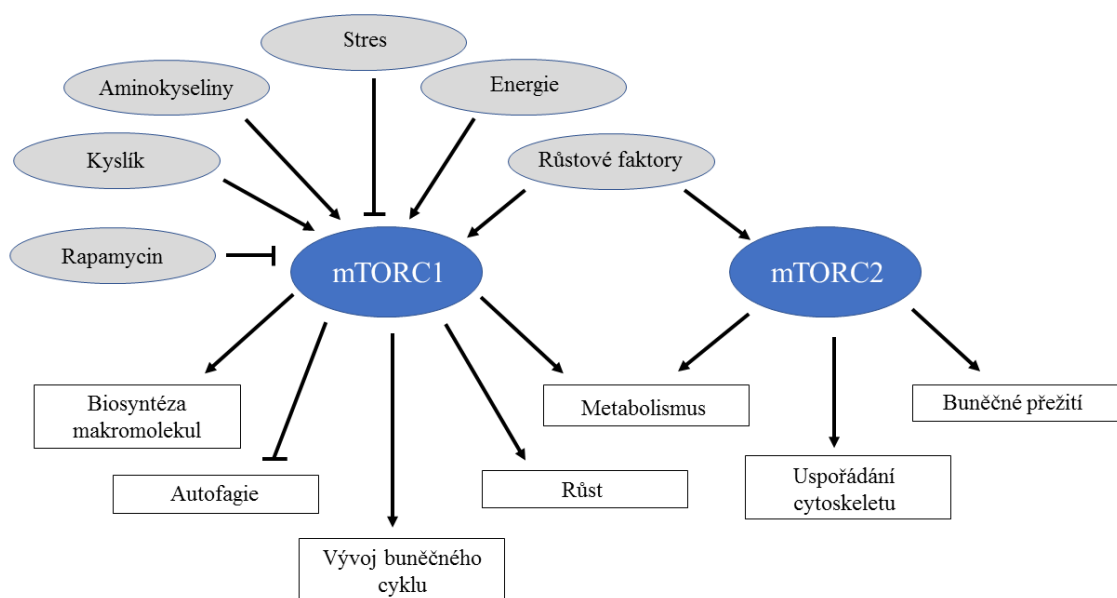 Stres
Aminokyseliny
Energie
Kyslík
Růstové faktory
Rapamycin
mTORC1
mTORC2
Biosyntéza
makromolekul
Metabolismus
Buněčné přežití
Autofagie
Růst
Uspořádání
cytoskeletu
Vývoj buněčného
cyklu